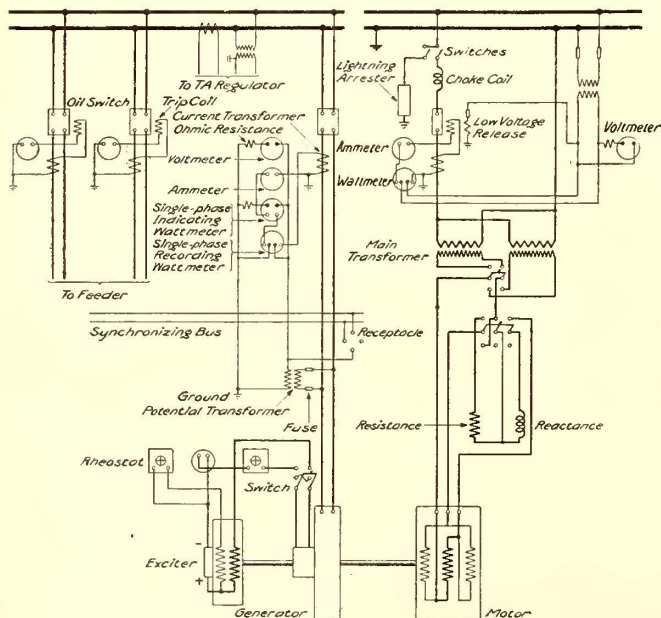 Switches
Lightning
Arrester
Choke Coil
To TA Regulator
Oil Switch
Trip Coil
Current Transformer
Ohmic Resistance
Low Voltage
Release
Voltmeter
Voltmeter
Ammeter
Ammeter
Wattmeter
Single-phase
Indicating
Wattmeter
Single-phase
Recording
Wattmeter
Main
Transformer
To Feeder
Synchronizing Bus
Receptacle
Ground
Potential Transformer
Fuse
Resistance
Reactance
Rheostat
Switch
-
Exciter
+
Generator
Motor